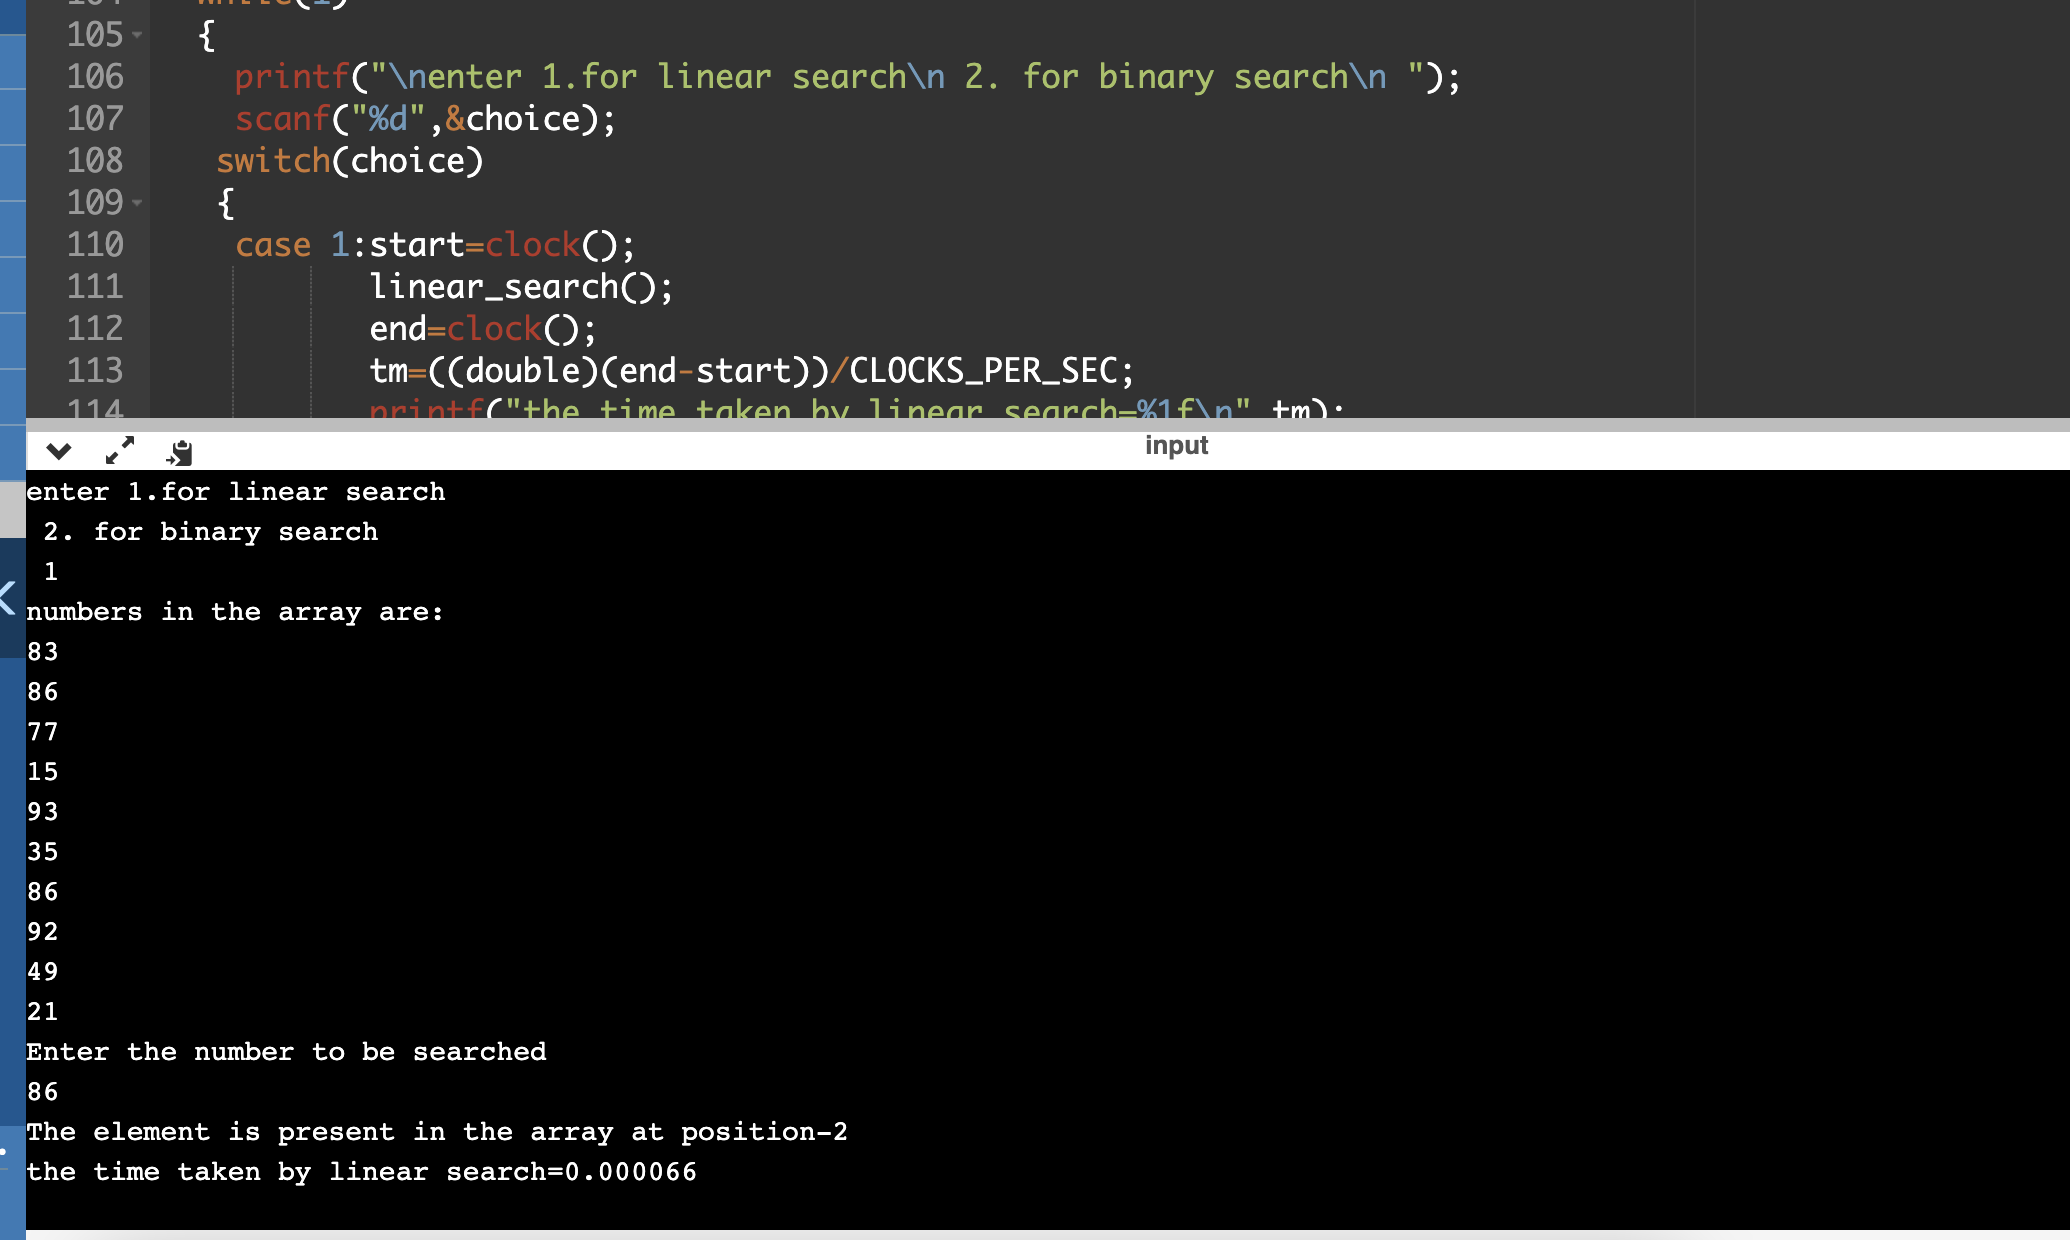 104 while(1)
105 {
106 printf("\nenter 1.for linear search\n 2. for binary search\n ");
107 scanf("%d",&choice);
108 switch(choice)
109 {
110 case 1:start=clock();
111 linear_search();
112 end=clock();
113 tm=((double)(end-start))/CLOCKS_PER_SEC;
114 printf("the time taken by linear search=%1f\n",tm);
input
enter 1.for linear search
2. for binary search
1
numbers in the array are:
83
86
77
15
93
35
86
92
49
21
Enter the number to be searched
86
The element is present in the array at position-2
the time taken by linear search=0.000066